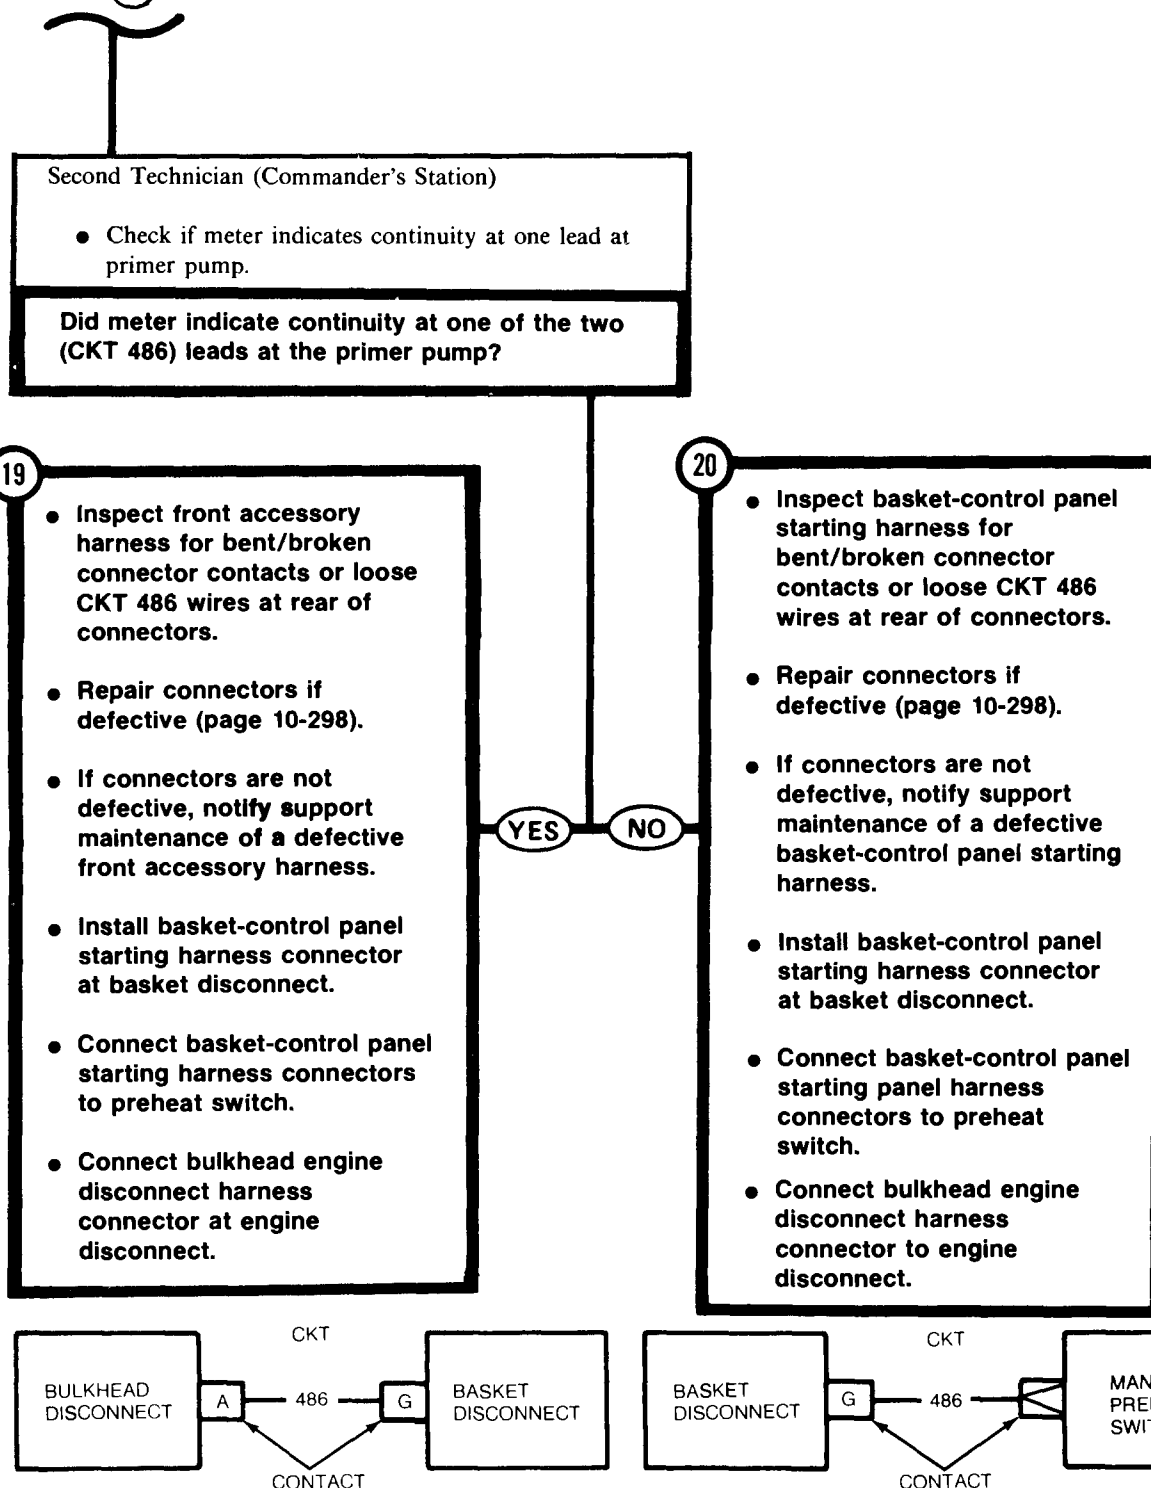 Second Technician (Commander's Station)
● Check if meter indicates continuity at one lead at
primer pump.
Did meter indicate continuity at one of the two
(CKT 486) leads at the primer pump?
19
● Inspect front accessory
harness for bent/broken
connector contacts or loose
CKT 486 wires at rear of
connectors.
● Repair connectors if
defective (page 10-298).
● If connectors are not
defective, notify support
maintenance of a defective
front accessory harness.
● Install basket-control panel
starting harness connector
at basket disconnect.
● Connect basket-control panel
starting harness connectors
to preheat switch.
● Connect bulkhead engine
disconnect harness
connector at engine
disconnect.
YES
NO
20
● Inspect basket-control panel
starting harness for
bent/broken connector
contacts or loose CKT 486
wires at rear of connectors.
● Repair connectors if
defective (page 10-298).
● If connectors are not
defective, notify support
maintenance of a defective
basket-control panel starting
harness.
● Install basket-control panel
starting harness connector
at basket disconnect.
● Connect basket-control panel
starting panel harness
connectors to preheat
switch.
● Connect bulkhead engine
disconnect harness
connector to engine
disconnect.
CKT
BULKHEAD
DISCONNECT
A
486
G
BASKET
DISCONNECT
CONTACT
CKT
BASKET
DISCONNECT
G
486
MAN
PRE
SWI
CONTACT